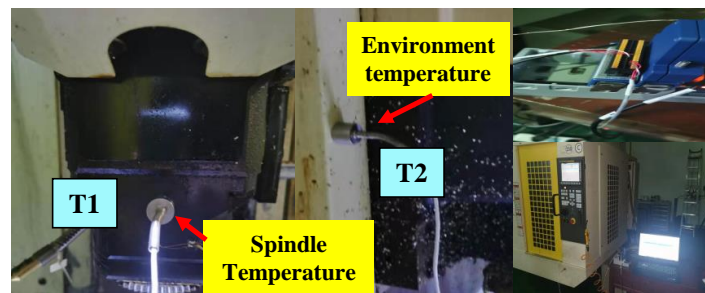 Environment
temperature
T1
T2
Spindle
Temperature